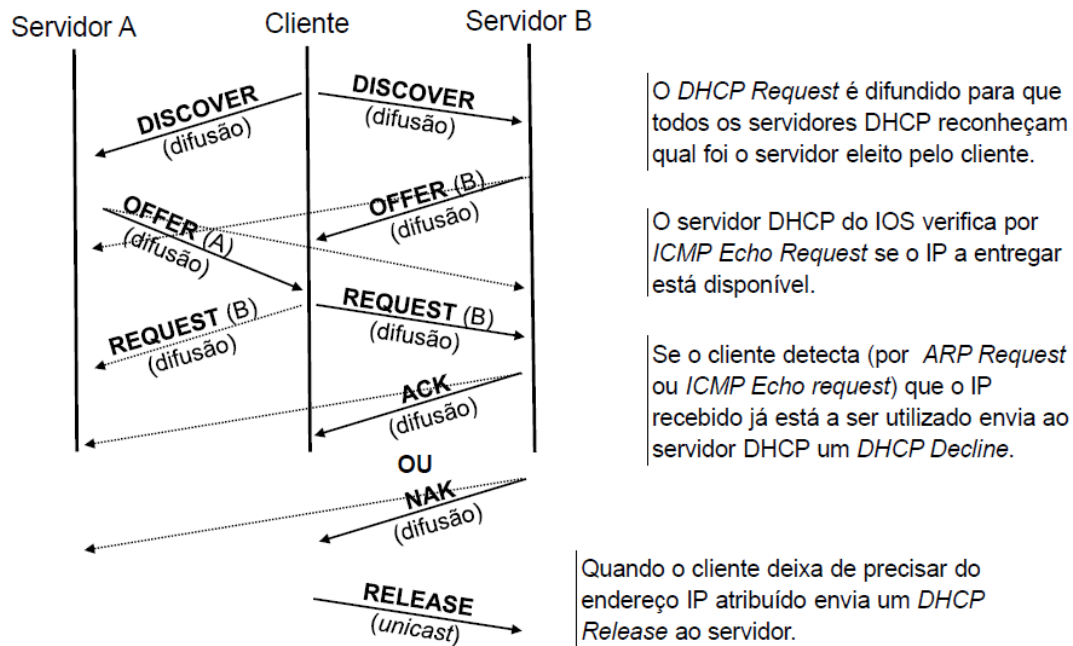 Servidor A
Cliente
Servidor B
DISCOVER
(difusão)
DISCOVER
(difusão)
O DHCP Request é difundido para que
todos os servidores DHCP reconheçam
qual foi o servidor eleito pelo cliente.
OFFER (A)
(difusão)
OFFER (B)
(difusão)
O servidor DHCP do IOS verifica por
ICMP Echo Request se o IP a entregar
está disponível.
REQUEST (B)
(difusão)
REQUEST (B)
(difusão)
Se o cliente detecta (por ARP Request
ou ICMP Echo request) que o IP
recebido já está a ser utilizado envia ao
servidor DHCP um DHCP Decline.
ACK
(difusão)
OU
NAK
(difusão)
RELEASE
(unicast)
Quando o cliente deixa de precisar do
endereço IP atribuído envia um DHCP
Release ao servidor.